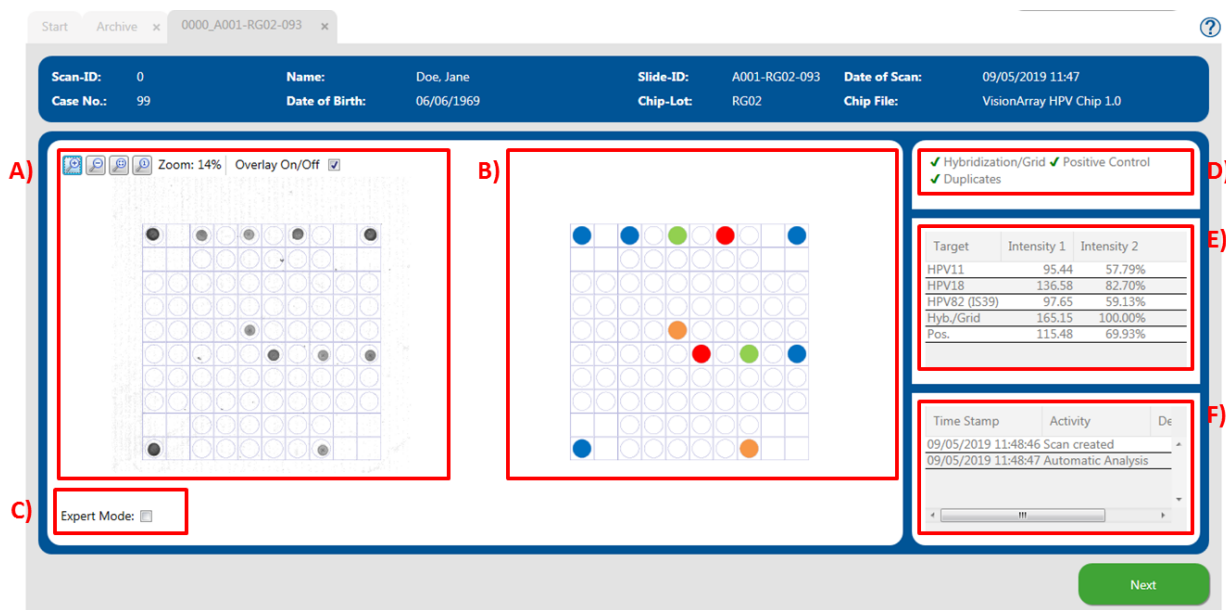 Start Archive × 0000_A001-RG02-093 ×
?
Scan-ID: 0 Name: Doe, Jane Slide-ID: A001-RG02-093 Date of Scan: 09/05/2019 11:47
Case No.: 99 Date of Birth: 06/06/1969 Chip-Lot: RG02 Chip File: VisionArray HPV Chip 1.0
A)
Zoom: 14% Overlay On/Off
B)
C)
Expert Mode:
D)
✓ Hybridization/Grid ✓ Positive Control
✓ Duplicates
E)
Target Intensity 1 Intensity 2
HPV11 95.44 57.79%
HPV18 136.58 82.70%
HPV82 (IS39) 97.65 59.13%
Hyb./Grid 165.15 100.00%
Pos. 115.48 69.93%
F)
Time Stamp Activity De
09/05/2019 11:48:46 Scan created
09/05/2019 11:48:47 Automatic Analysis
Next